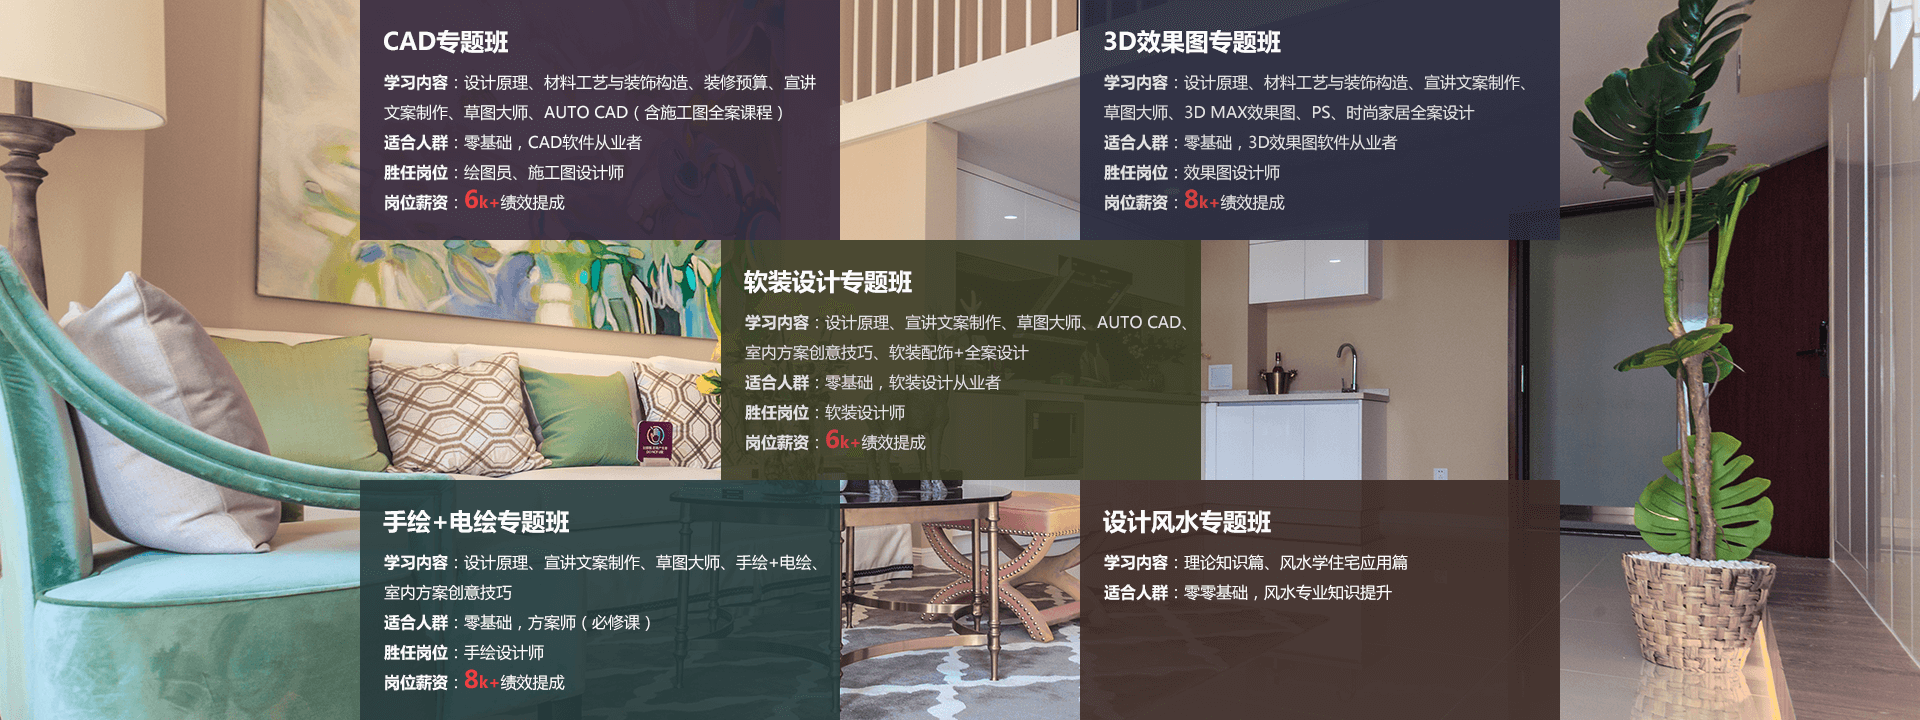 CAD专题班
学习内容：设计原理、材料工艺与装饰构造、装修预算、宣讲
文案制作、草图大师、AUTO CAD（含施工图全案课程）
适合人群：零基础，CAD软件从业者
胜任岗位：绘图员、施工图设计师
岗位薪资：6k+绩效提成
3D效果图专题班
学习内容：设计原理、材料工艺与装饰构造、宣讲文案制作、
草图大师、3D MAX效果图、PS、时尚家居全案设计
适合人群：零基础，3D效果图软件从业者
胜任岗位：效果图设计师
岗位薪资：8k+绩效提成
软装设计专题班
学习内容：设计原理、宣讲文案制作、草图大师、AUTO CAD、
室内方案创意技巧、软装配饰+全案设计
适合人群：零基础，软装设计从业者
胜任岗位：软装设计师
岗位薪资：6k+绩效提成
手绘+电绘专题班
学习内容：设计原理、宣讲文案制作、草图大师、手绘+电绘、
室内方案创意技巧
适合人群：零基础，方案师（必修课）
胜任岗位：手绘设计师
岗位薪资：8k+绩效提成
设计风水专题班
学习内容：理论知识篇、风水学住宅应用篇
适合人群：零零基础，风水专业知识提升